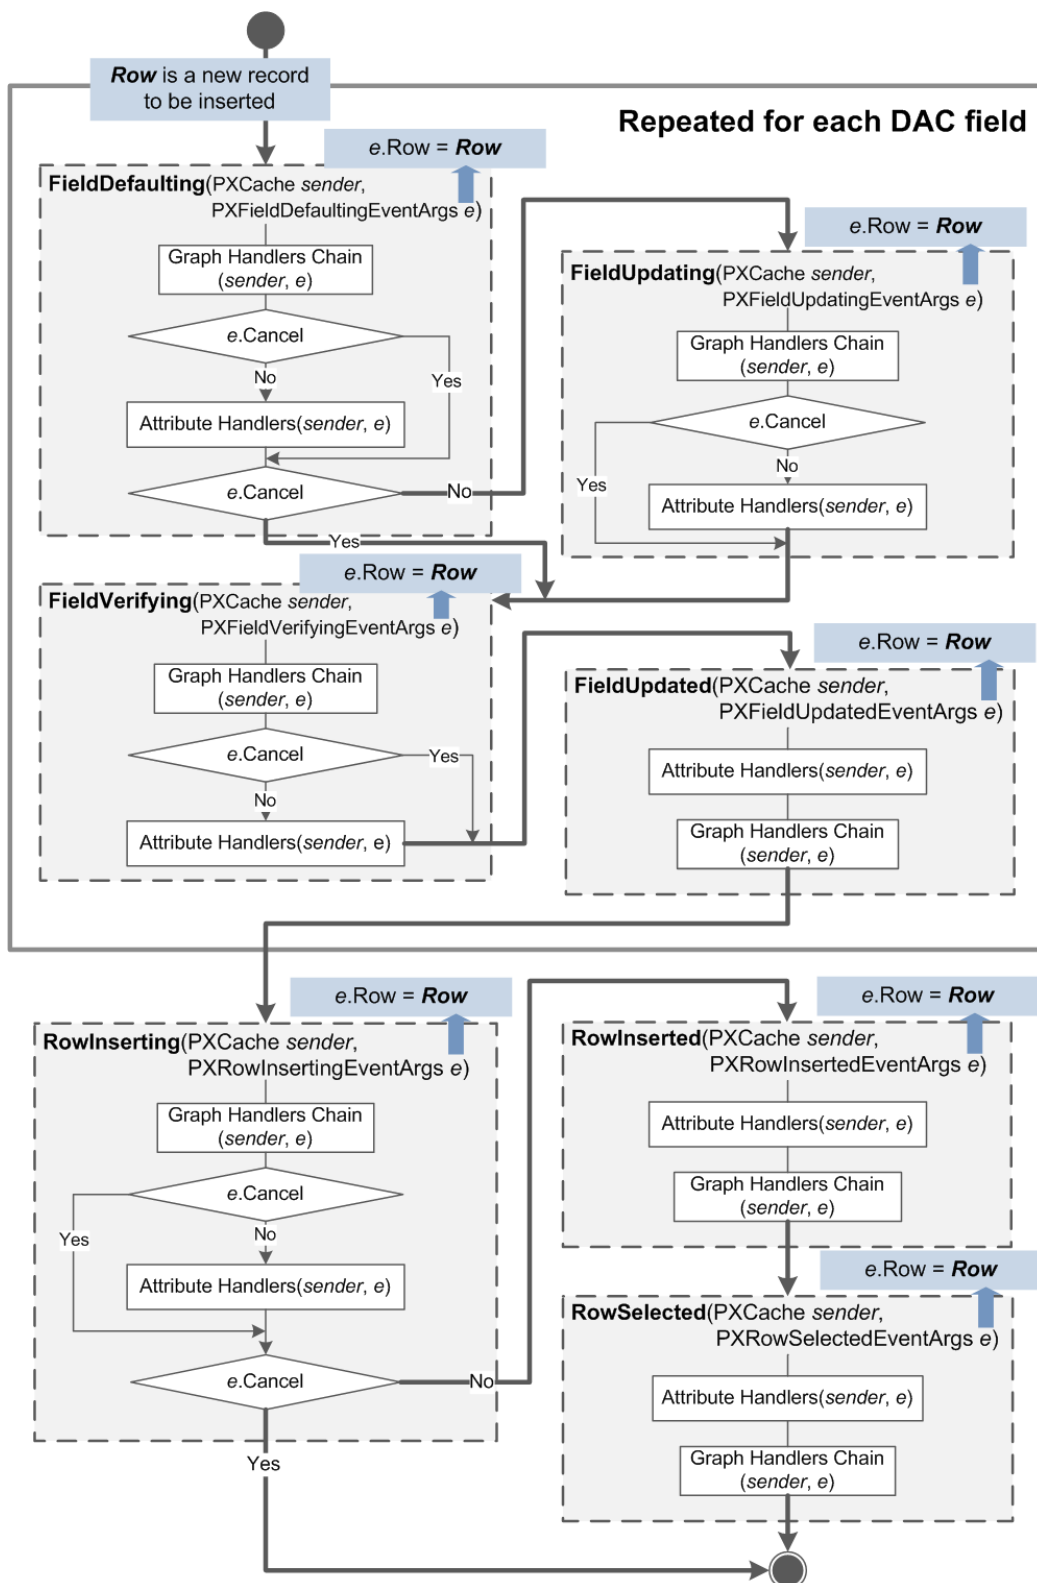 Row is a new record
to be inserted
Repeated for each DAC field
e.Row = Row
FieldDefaulting(PXCache sender,
PXFieldDefaultingEventArgs e)
Graph Handlers Chain
(sender, e)
e.Cancel
No
Yes
Attribute Handlers(sender, e)
e.Cancel
No
Yes
e.Row = Row
FieldUpdating(PXCache sender,
PXFieldUpdatingEventArgs e)
Graph Handlers Chain
(sender, e)
e.Cancel
No
Yes
Attribute Handlers(sender, e)
e.Row = Row
FieldVerifying(PXCache sender,
PXFieldVerifyingEventArgs e)
Graph Handlers Chain
(sender, e)
e.Cancel
Yes
No
Attribute Handlers(sender, e)
e.Row = Row
FieldUpdated(PXCache sender,
PXFieldUpdatedEventArgs e)
Attribute Handlers(sender, e)
Graph Handlers Chain
(sender, e)
e.Row = Row
RowInserting(PXCache sender,
PXRowInsertingEventArgs e)
Graph Handlers Chain
(sender, e)
e.Cancel
Yes
No
Attribute Handlers(sender, e)
e.Cancel
No
Yes
e.Row = Row
RowInserted(PXCache sender,
PXRowInsertedEventArgs e)
Attribute Handlers(sender, e)
Graph Handlers Chain
(sender, e)
e.Row = Row
RowSelected(PXCache sender,
PXRowSelectedEventArgs e)
Attribute Handlers(sender, e)
Graph Handlers Chain
(sender, e)